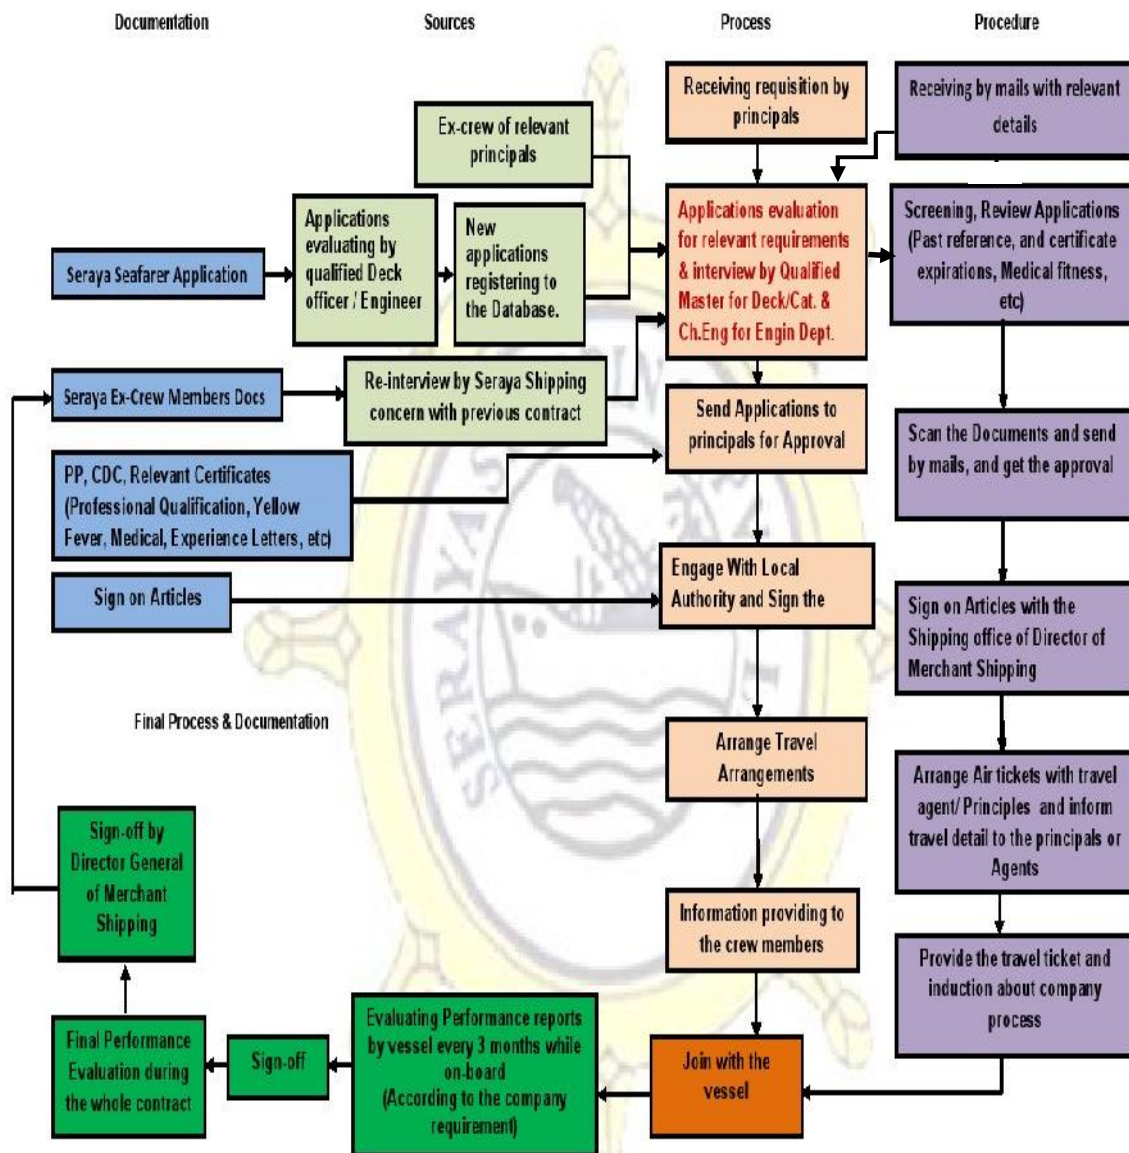 Documentation
Sources
Process
Procedure
Receiving requisition by
principals
Receiving by mails with relevant
details
Ex-crew of relevant
principals
Seraya Seafarer Application
Applications
evaluating by
qualified Deck
officer / Engineer
New
applications
registering to
the Database.
Applications evaluation
for relevant requirements
& interview by Qualified
Master for Deck/Cat. &
Ch.Eng for Engin Dept.
Screening, Review Applications
(Past reference, and certificate
expirations, Medical fitness,
etc)
Seraya Ex-Crew Members Docs
Re-interview by Seraya Shipping
concern with previous contract
Send Applications to
principals for Approval
Scan the Documents and send
by mails, and get the approval
PP, CDC, Relevant Certificates
(Professional Qualification, Yellow
Fever, Medical, Experience Letters, etc)
Sign on Articles
Engage With Local
Authority and Sign the
Sign on Articles with the
Shipping office of Director of
Merchant Shipping
Final Process & Documentation
Arrange Travel
Arrangements
Arrange Air tickets with travel
agent/ Principles and inform
travel detail to the principals or
Agents
Sign-off by
Director General
of Merchant
Shipping
Information providing to
the crew members
Provide the travel ticket and
induction about company
process
Final Performance
Evaluation during
the whole contract
Sign-off
Evaluating Performance reports
by vessel every 3 months while
on-board
(According to the company
requirement)
Join with the
vessel
SERAYA